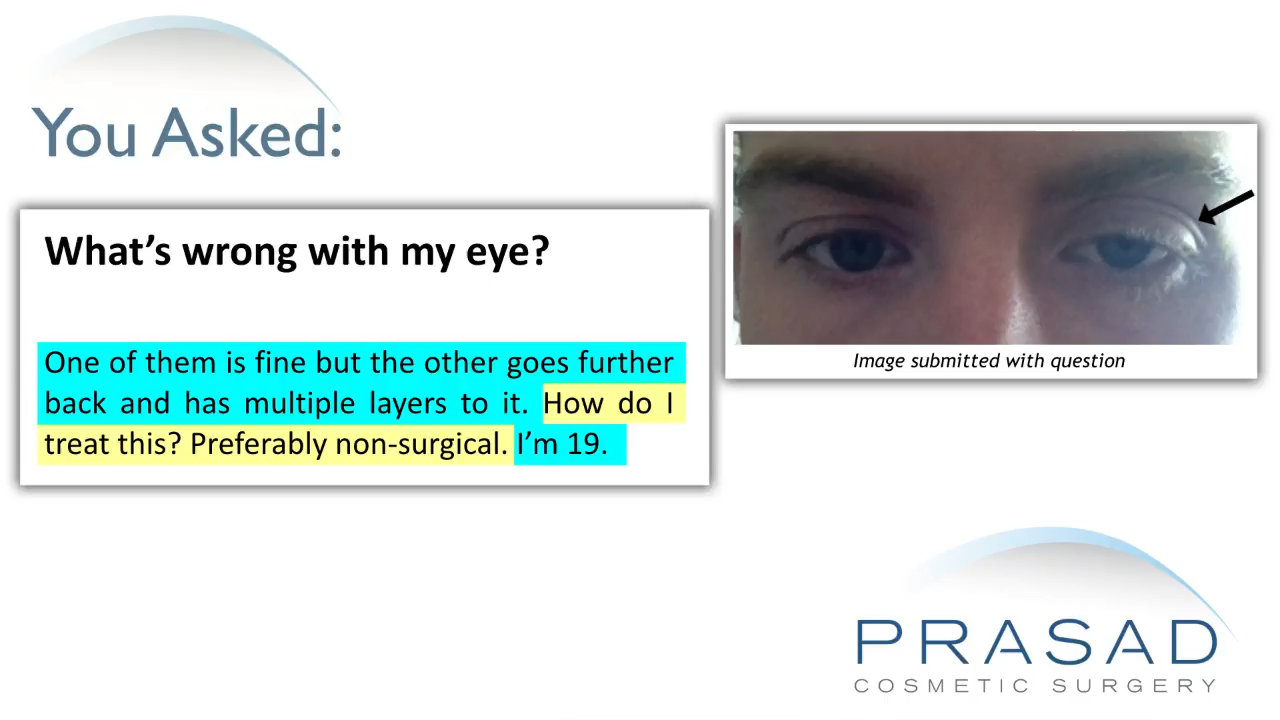 You Asked:
What’s wrong with my eye?
One of them is fine but the other goes further
back and has multiple layers to it. How do I
treat this? Preferably non-surgical. I’m 19.
Image submitted with question
PRASAD
COSMETIC SURGERY